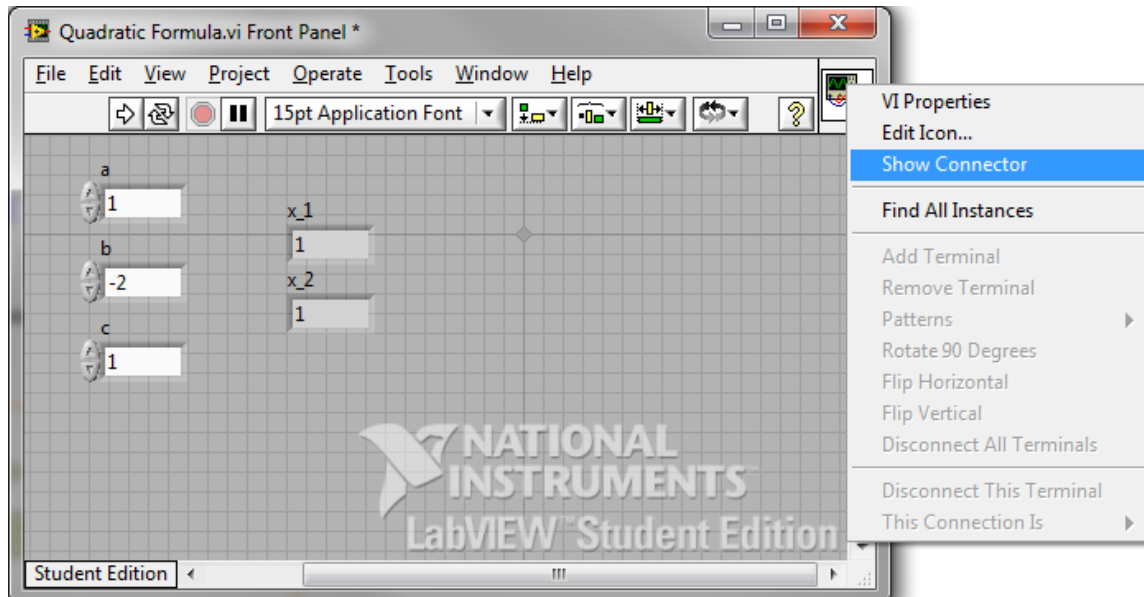 Quadratic Formula.vi Front Panel *
File Edit View Project Operate Tools Window Help
15pt Application Font
?
a
1
b
-2
c
1
x_1
1
x_2
1
NATIONAL
INSTRUMENTS™
LabVIEW™ Student Edition
Student Edition
VI Properties
Edit Icon...
Show Connector
Find All Instances
Add Terminal
Remove Terminal
Patterns
Rotate 90 Degrees
Flip Horizontal
Flip Vertical
Disconnect All Terminals
Disconnect This Terminal
This Connection Is